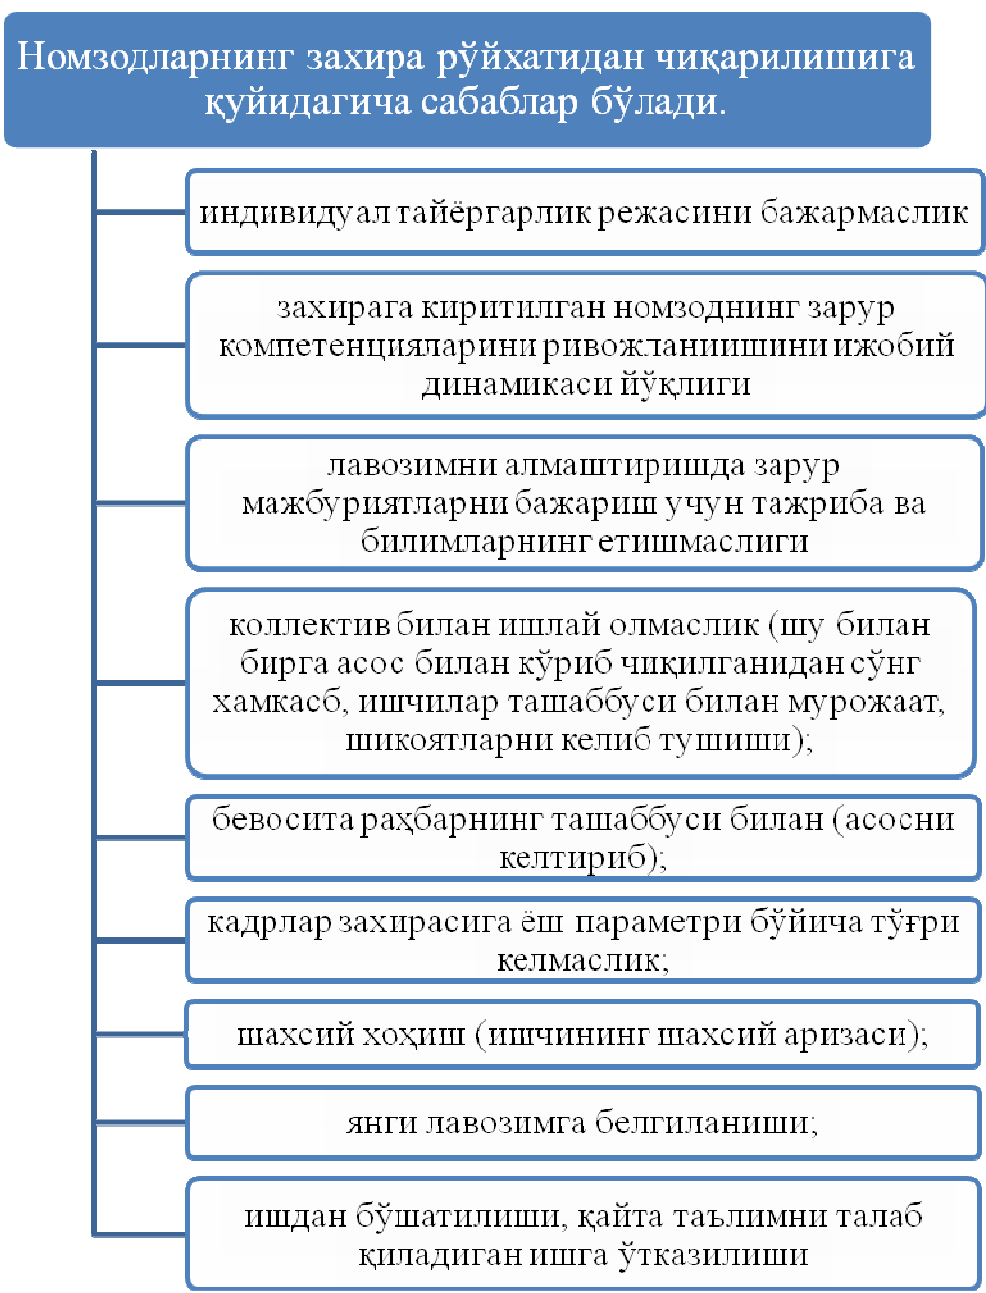 Номзодларнинг захира рўйхатидан чиқарилишига
қуйидагича сабаблар бўлади.
индивидуал тайёргарлик режасини бажармаслик
захирага киритилган номзоднинг зарур
компетенцияларини ривожланиишини ижобий
динамикаси йўқлиги
лавозимни алмаштиришда зарур
мажбуриятларни бажариш учун тажриба ва
билимларнинг етишмаслиги
коллектив билан ишлай олмаслик (шу билан
бирга асос билан кўриб чиқилганидан сўнг
хамкасб, ишчилар ташаббуси билан мурожаат,
шикоятларни келиб тушиши);
бевосита раҳбарнинг ташаббуси билан (асосни
келтириб);
кадрлар захирасига ёш параметри бўйича тўғри
келмаслик;
шахсий хоҳиш (ишчининг шахсий аризаси);
янги лавозимга белгиланиши;
ишдан бўшатилиши, қайта таълимни талаб
қиладиган ишга ўтказилиши